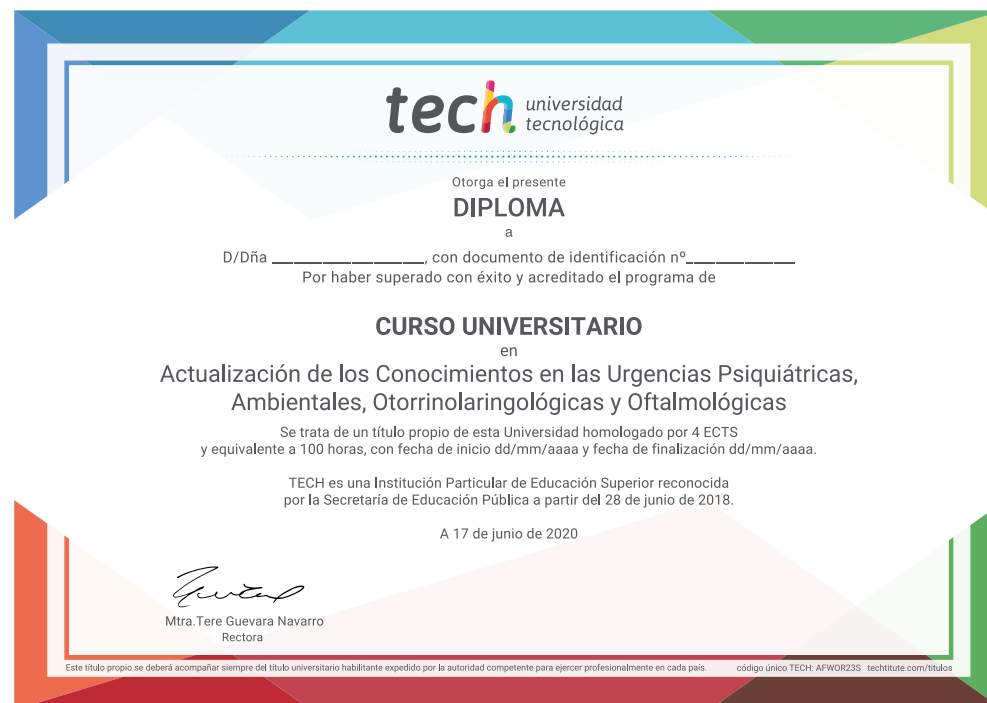 tech universidad
tecnológica
Otorga el presente
DIPLOMA
a
D/Dña ______________, con documento de identificación nº__________
Por haber superado con éxito y acreditado el programa de
CURSO UNIVERSITARIO
en
Actualización de los Conocimientos en las Urgencias Psiquiátricas,
Ambientales, Otorrinolaringológicas y Oftalmológicas
Se trata de un título propio de esta Universidad homologado por 4 ECTS
y equivalente a 100 horas, con fecha de inicio dd/mm/aaaa y fecha de finalización dd/mm/aaaa.
TECH es una Institución Particular de Educación Superior reconocida
por la Secretaría de Educación Pública a partir del 28 de junio de 2018.
A 17 de junio de 2020
Mtra.Tere Guevara Navarro
Rectora
Este título propio se deberá acompañar siempre del título universitario habilitante expedido por la autoridad competente para ejercer profesionalmente en cada país. código único TECH: AFWOR23S techtitute.com/titulos